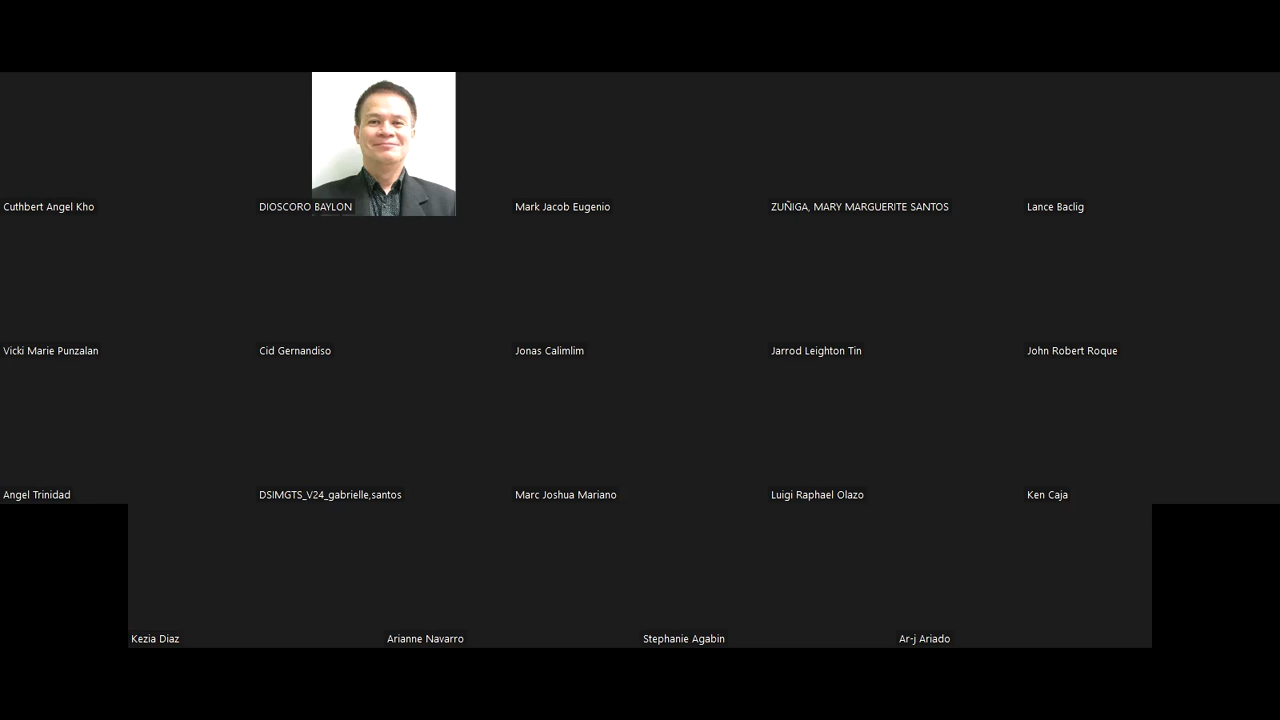 Cuthbert Angel Kho
DIOSCORO BAYLON
Mark Jacob Eugenio
ZUÑIGA, MARY MARGUERITE SANTOS
Lance Baclig
Vicki Marie Punzalan
Cid Gernandiso
Jonas Calimlim
Jarrod Leighton Tin
John Robert Roque
Angel Trinidad
DSIMGTS_V24_gabrielle,santos
Marc Joshua Mariano
Luigi Raphael Olazo
Ken Caja
Kezia Diaz
Arianne Navarro
Stephanie Agabin
Ar-j Ariado